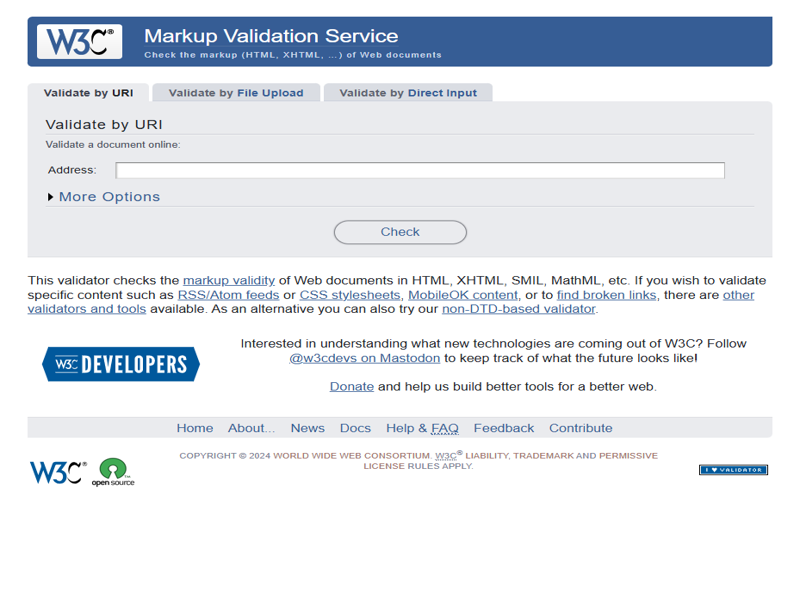 W3C®
Markup Validation Service
Check the markup (HTML, XHTML, ...) of Web documents
Validate by URI
Validate by File Upload
Validate by Direct Input
Validate by URI
Validate a document online:
Address:
More Options
Check
This validator checks the markup validity of Web documents in HTML, XHTML, SMIL, MathML, etc. If you wish to validate
specific content such as RSS/Atom feeds or CSS stylesheets, MobileOK content, or to find broken links, there are other
validators and tools available. As an alternative you can also try our non-DTD-based validator.
W3C DEVELOPERS
Interested in understanding what new technologies are coming out of W3C? Follow
@w3cdevs on Mastodon to keep track of what the future looks like!
Donate and help us build better tools for a better web.
Home About... News Docs Help & FAQ Feedback Contribute
W3C®
open source
COPYRIGHT © 2024 WORLD WIDE WEB CONSORTIUM. W3C® LIABILITY, TRADEMARK AND PERMISSIVE
LICENSE RULES APPLY.
I ♥ VALIDATOR